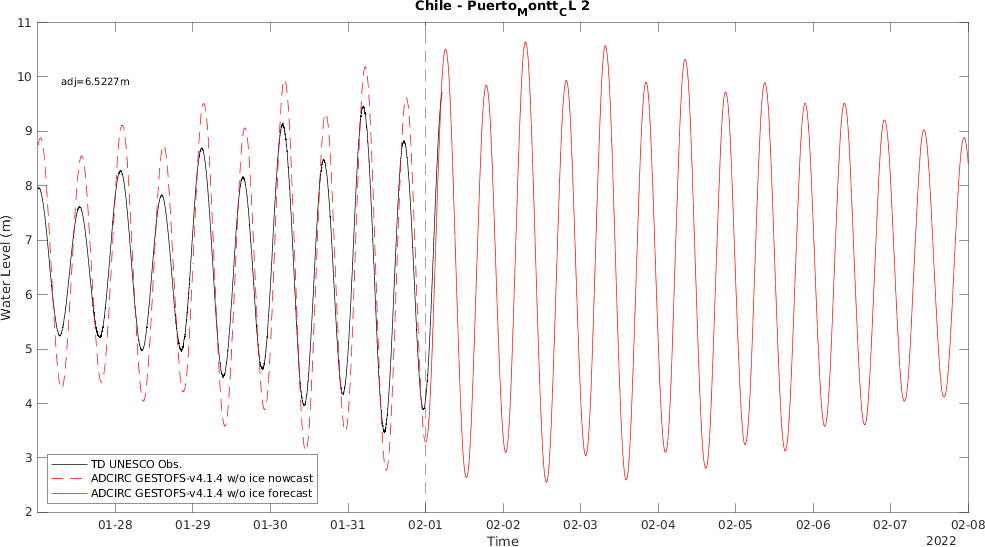 Chile - Puerto_Montt_CL 2
11
10
9
8
7
6
5
4
3
2
Water Level (m)
adj=6.5227m
TD UNESCO Obs.
ADCIRC GESTOFS-v4.1.4 w/o ice nowcast
ADCIRC GESTOFS-v4.1.4 w/o ice forecast
01-28 01-29 01-30 01-31 02-01 02-02 02-03 02-04 02-05 02-06 02-07 02-08
Time
2022